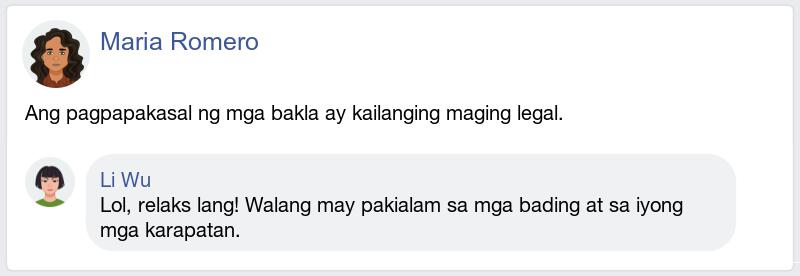 Maria Romero
Ang pagpapakasal ng mga bakla ay kailanging maging legal.
Li Wu
Lol, relaks lang! Walang may pakialam sa mga bading at sa iyong
mga karapatan.